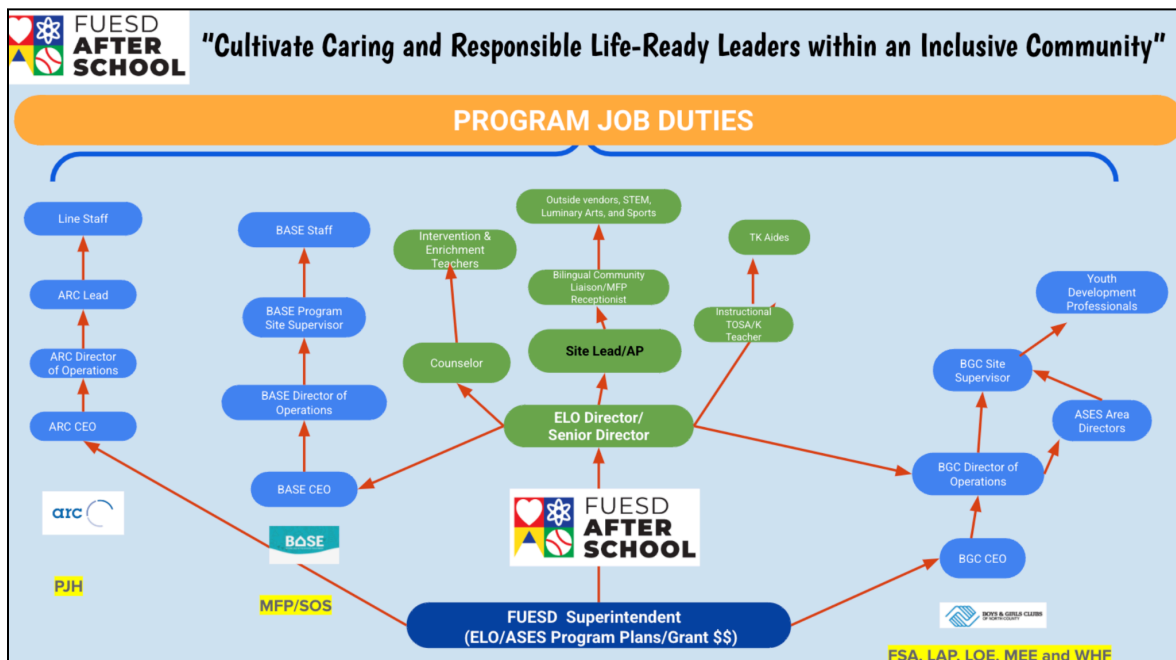 FUESD
AFTER
SCHOOL
"Cultivate Caring and Responsible Life-Ready Leaders within an Inclusive Community"
PROGRAM JOB DUTIES
Line Staff
ARC Lead
ARC Director
of Operations
ARC CEO
arc
PJH
BASE Staff
BASE Program
Site Supervisor
BASE Director of
Operations
BASE CEO
BASE
MFP/SOS
Intervention &
Enrichment
Teachers
Counselor
Outside vendors, STEM,
Luminary Arts, and Sports
Bilingual Community
Liaison/MFP
Receptionist
Site Lead/AP
ELO Director/
Senior Director
TK Aides
Instructional
TOSA/K
Teacher
FUESD
AFTER
SCHOOL
FUESD Superintendent
(ELO/ASES Program Plans/Grant $$)
Youth
Development
Professionals
BGC Site
Supervisor
ASES Area
Directors
BGC Director of
Operations
BGC CEO
BOYS & GIRLS CLUBS
OF NORTH COUNTY
FSA, LAP, LOE, MEE and WHF